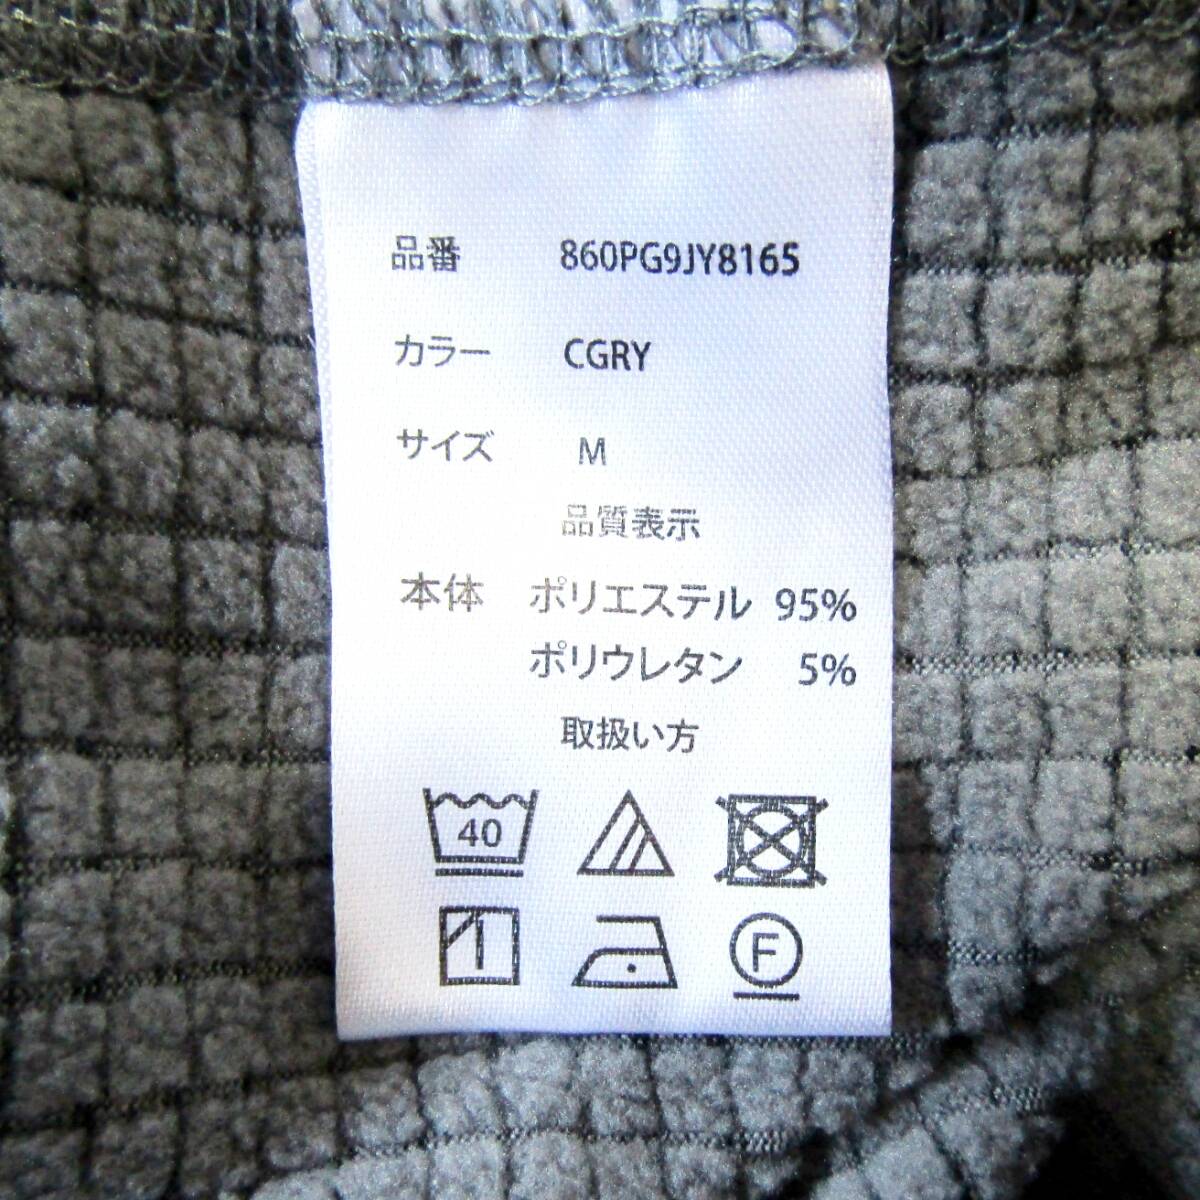 品番 860PG9JY8165
カラー CGRY
サイズ M
品質表示
本体 ポリエステル 95%
ポリウレタン 5%
取扱い方
40
F